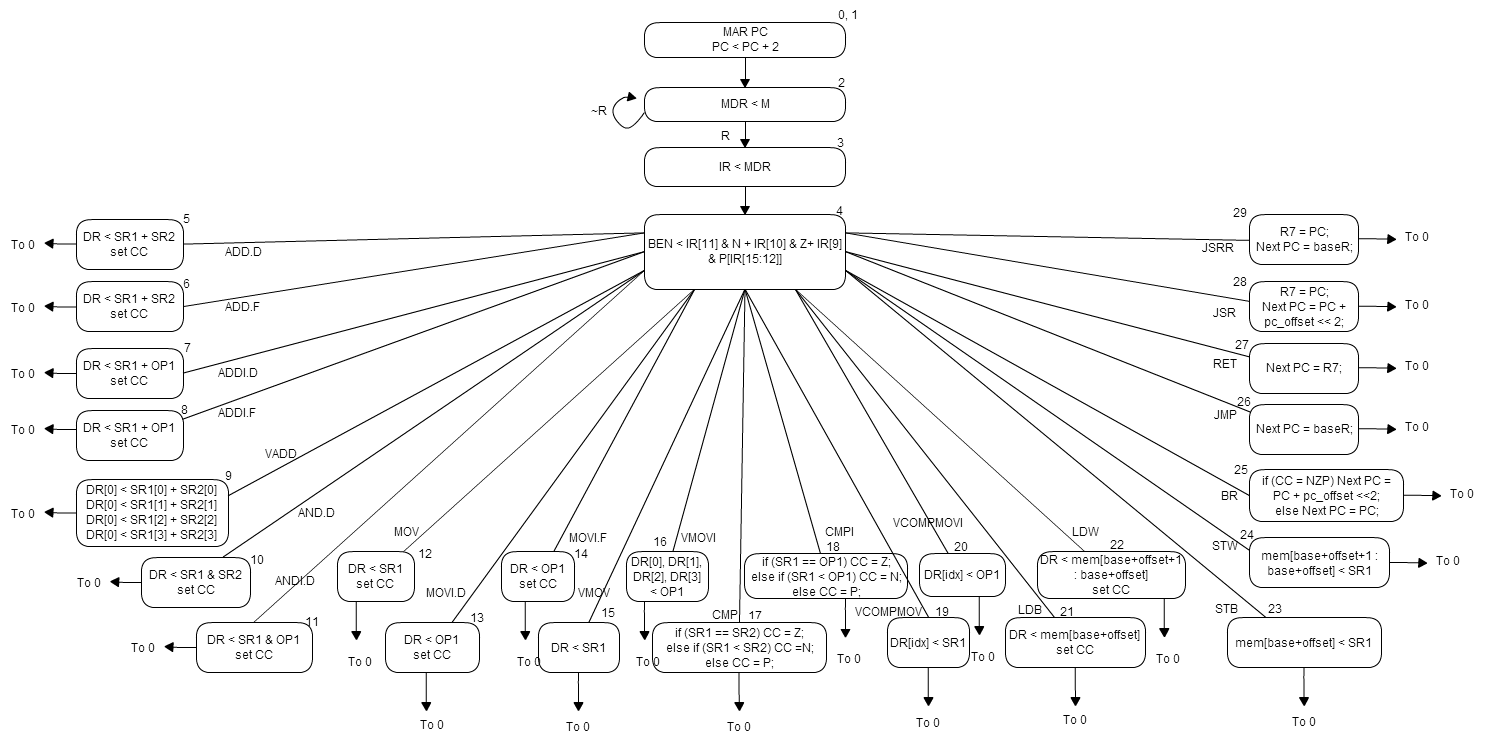 0, 1
MAR PC
PC < PC + 2
2
MDR < M
~R
R
3
IR < MDR
4
BEN < IR[11] & N + IR[10] & Z+ IR[9]
& P[IR[15:12]]
5
DR < SR1 + SR2
set CC
To 0
ADD.D
6
DR < SR1 + SR2
set CC
To 0
ADD.F
7
DR < SR1 + OP1
set CC
To 0
ADDI.D
8
DR < SR1 + OP1
set CC
To 0
ADDI.F
VADD
9
DR[0] < SR1[0] + SR2[0]
DR[0] < SR1[1] + SR2[1]
DR[0] < SR1[2] + SR2[2]
DR[0] < SR1[3] + SR2[3]
To 0
AND.D
10
DR < SR1 & SR2
set CC
To 0
ANDI.D
11
DR < SR1 & OP1
set CC
To 0
MOV
12
DR < SR1
set CC
To 0
MOVI.D
13
DR < OP1
set CC
To 0
MOVI.F
14
DR < OP1
set CC
To 0
VMOV
15
DR < SR1
To 0
VMOVI
16
DR[0], DR[1],
DR[2], DR[3]
< OP1
To 0
CMP
17
if (SR1 == SR2) CC = Z;
else if (SR1 < SR2) CC =N;
else CC = P;
To 0
CMPI
18
if (SR1 == OP1) CC = Z;
else if (SR1 < OP1) CC = N;
else CC = P;
To 0
VCOMPMOV
19
DR[idx] < SR1
To 0
VCOMPMOVI
20
DR[idx] < OP1
To 0
LDB
21
DR < mem[base+offset]
set CC
To 0
LDW
22
DR < mem[base+offset+1
: base+offset]
set CC
To 0
STB
23
mem[base+offset] < SR1
To 0
STW
24
mem[base+offset+1 :
base+offset] < SR1
To 0
BR
25
if (CC = NZP) Next PC =
PC + pc_offset <<2;
else Next PC = PC;
To 0
JMP
26
Next PC = baseR;
To 0
RET
27
Next PC = R7;
To 0
JSR
28
R7 = PC;
Next PC = PC +
pc_offset << 2;
To 0
JSRR
29
R7 = PC;
Next PC = baseR;
To 0